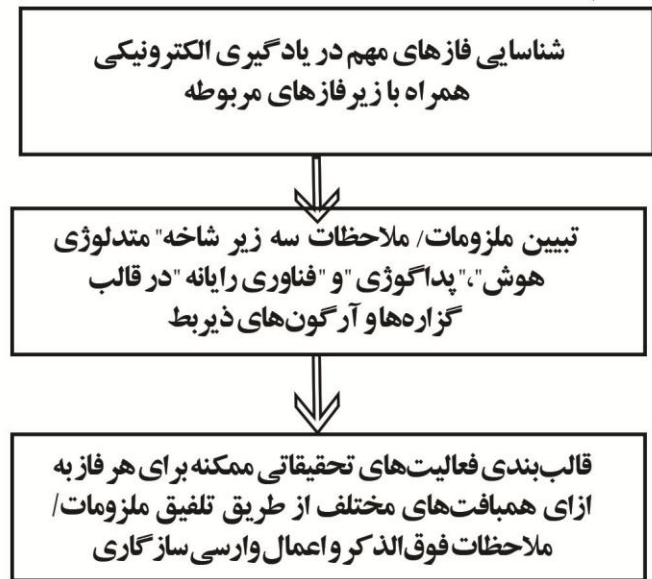 شناسایی فازهای مهم در یادگیری الکترونیکی
همراه با زیرفازهای مربوطه
تبیین ملزومات/ ملاحظات سه زیر شاخه" متدلوژی
هوش"،"پداگوژی "و "فناوری رایانه "در قالب
گزاره‌ها و آرگون‌های ذیربط
قالب‌بندی فعالیت‌های تحقیقاتی ممکنه برای هر فاز به
ازای همبافت‌های مختلف از طریق تلفیق ملزومات/
ملاحظات فوق‌الذکر و اعمال وارسی سازگاری